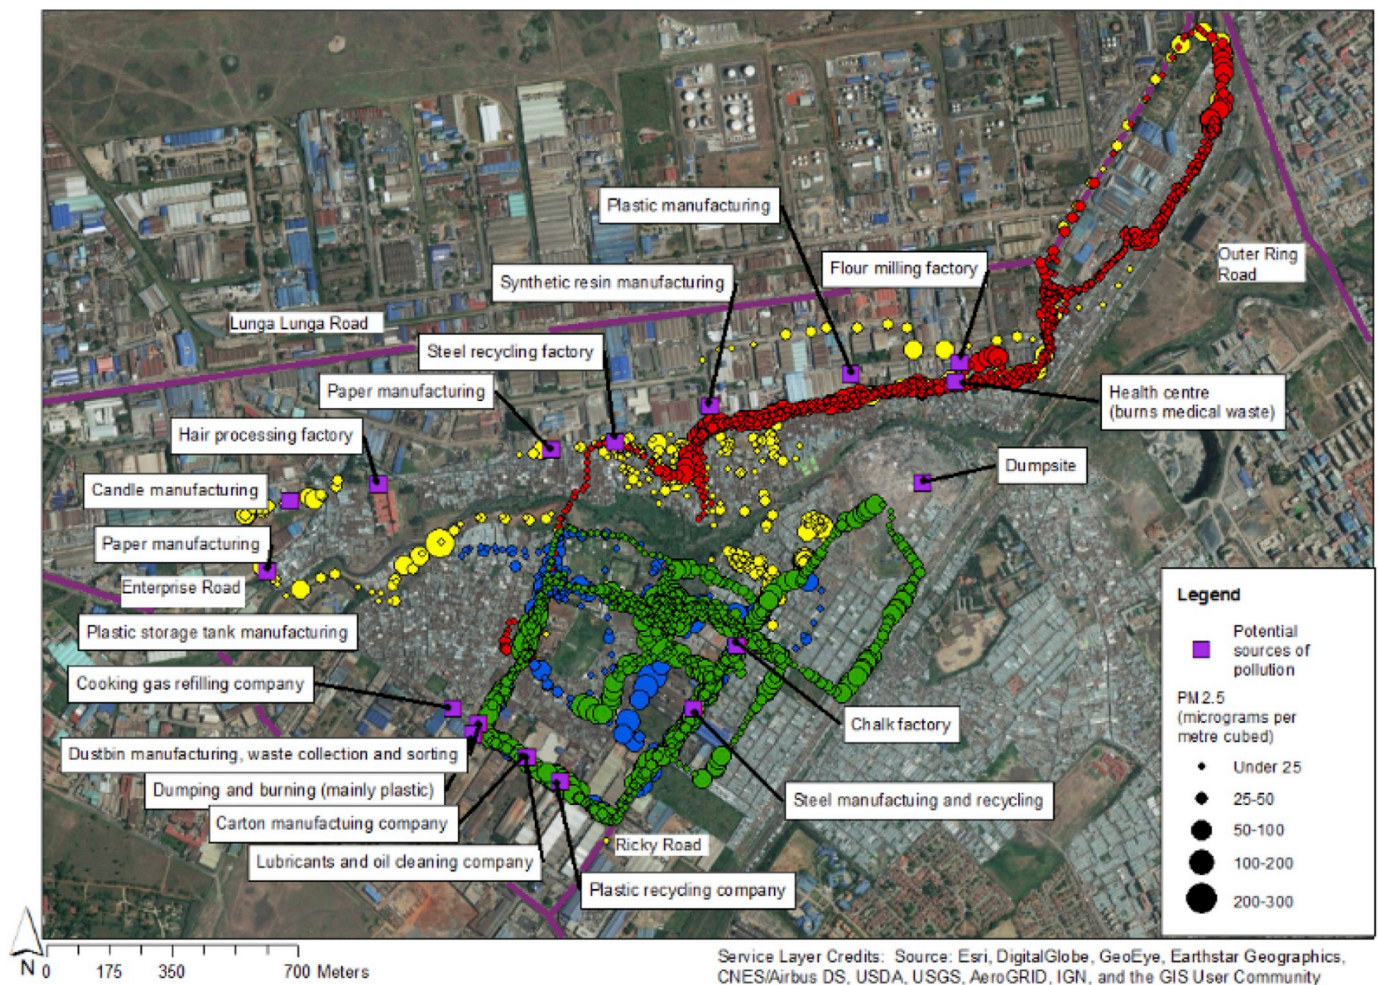 Plastic manufacturing
Flour milling factory
Outer Ring
Road
Synthetic resin manufacturing
Lunga Lunga Road
Steel recycling factory
Paper manufacturing
Health centre
(burns medical waste)
Hair processing factory
Dumpsite
Candle manufacturing
Paper manufacturing
Enterprise Road
Plastic storage tank manufacturing
Cooking gas refilling company
Chalk factory
Dustbin manufacturing, waste collection and sorting
Dumping and burning (mainly plastic)
Steel manufactuing and recycling
Carton manufactuing company
Ricky Road
Lubricants and oil cleaning company
Plastic recycling company
Legend
Potential
sources of
pollution
PM 2.5
(micrograms per
metre cubed)
Under 25
25-50
50-100
100-200
200-300
N
0 175 350 700 Meters
Service Layer Credits: Source: Esri, DigitalGlobe, GeoEye, Earthstar Geographics,
CNES/Airbus DS, USDA, USGS, AeroGRID, IGN, and the GIS User Community